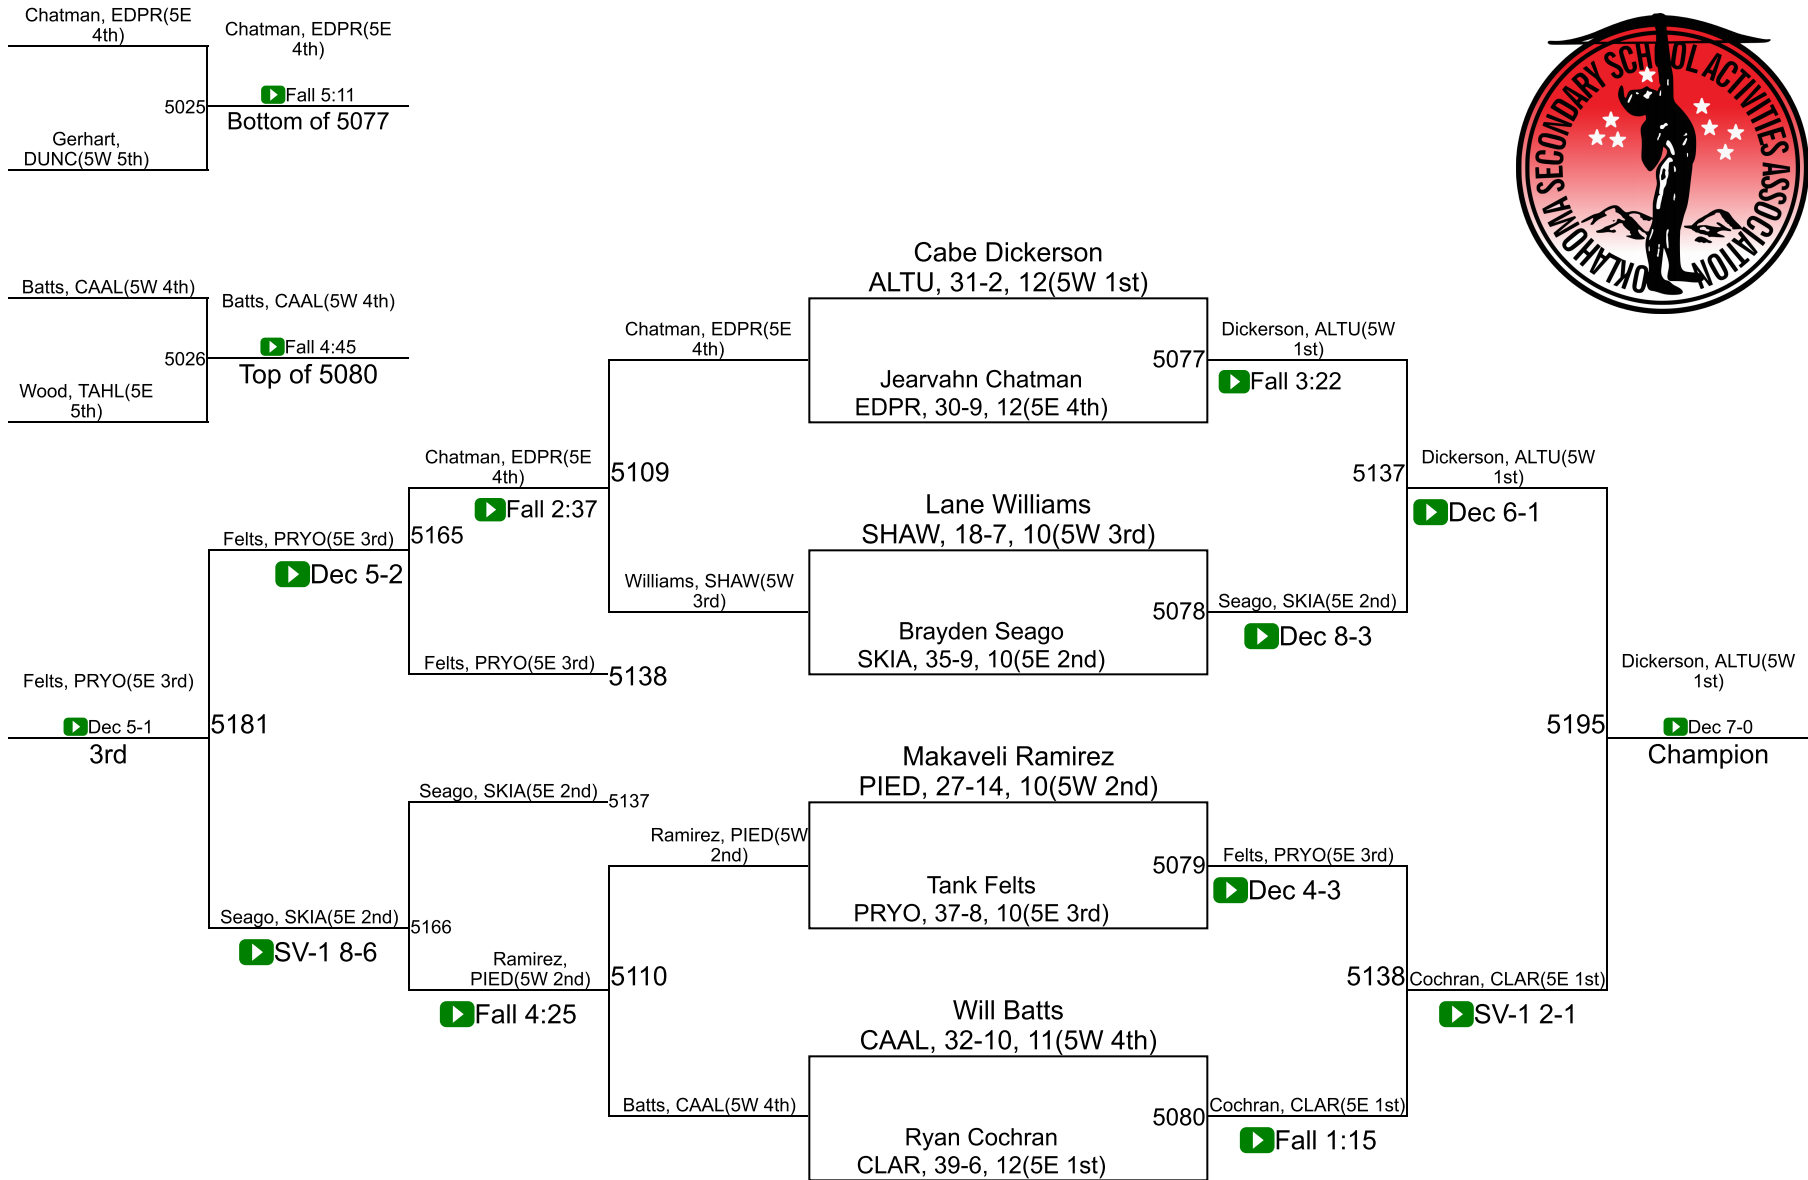 Chatman, EDPR(5E
4th)
Chatman, EDPR(5E
4th)
5025
Fall 5:11
Bottom of 5077
Gerhart,
DUNC(5W 5th)
OKLAHOMA SECONDARY SCHOOL ACTIVITIES ASSOCIATION
Batts, CAAL(5W 4th)
Batts, CAAL(5W 4th)
5026
Fall 4:45
Top of 5080
Wood, TAHL(5E
5th)
Cabe Dickerson
ALTU, 31-2, 12(5W 1st)
Chatman, EDPR(5E
4th)
5077
Dickerson, ALTU(5W
1st)
Fall 3:22
Jearvahn Chatman
EDPR, 30-9, 12(5E 4th)
Chatman, EDPR(5E
4th)
5109
Fall 2:37
5137
Dickerson, ALTU(5W
1st)
Dec 6-1
Lane Williams
SHAW, 18-7, 10(5W 3rd)
Felts, PRYO(5E 3rd)
5165
Dec 5-2
Williams, SHAW(5W
3rd)
5078
Seago, SKIA(5E 2nd)
Dec 8-3
Brayden Seago
SKIA, 35-9, 10(5E 2nd)
Felts, PRYO(5E 3rd)
5138
Felts, PRYO(5E 3rd)
Dec 5-1
3rd
5181
Dickerson, ALTU(5W
1st)
5195
Dec 7-0
Champion
Makaveli Ramirez
PIED, 27-14, 10(5W 2nd)
Seago, SKIA(5E 2nd)
5137
Ramirez, PIED(5W
2nd)
5079
Felts, PRYO(5E 3rd)
Dec 4-3
Tank Felts
PRYO, 37-8, 10(5E 3rd)
Seago, SKIA(5E 2nd)
5166
SV-1 8-6
Ramirez,
PIED(5W 2nd)
5110
Fall 4:25
5138
Cochran, CLAR(5E 1st)
SV-1 2-1
Will Batts
CAAL, 32-10, 11(5W 4th)
Batts, CAAL(5W 4th)
5080
Cochran, CLAR(5E 1st)
Fall 1:15
Ryan Cochran
CLAR, 39-6, 12(5E 1st)